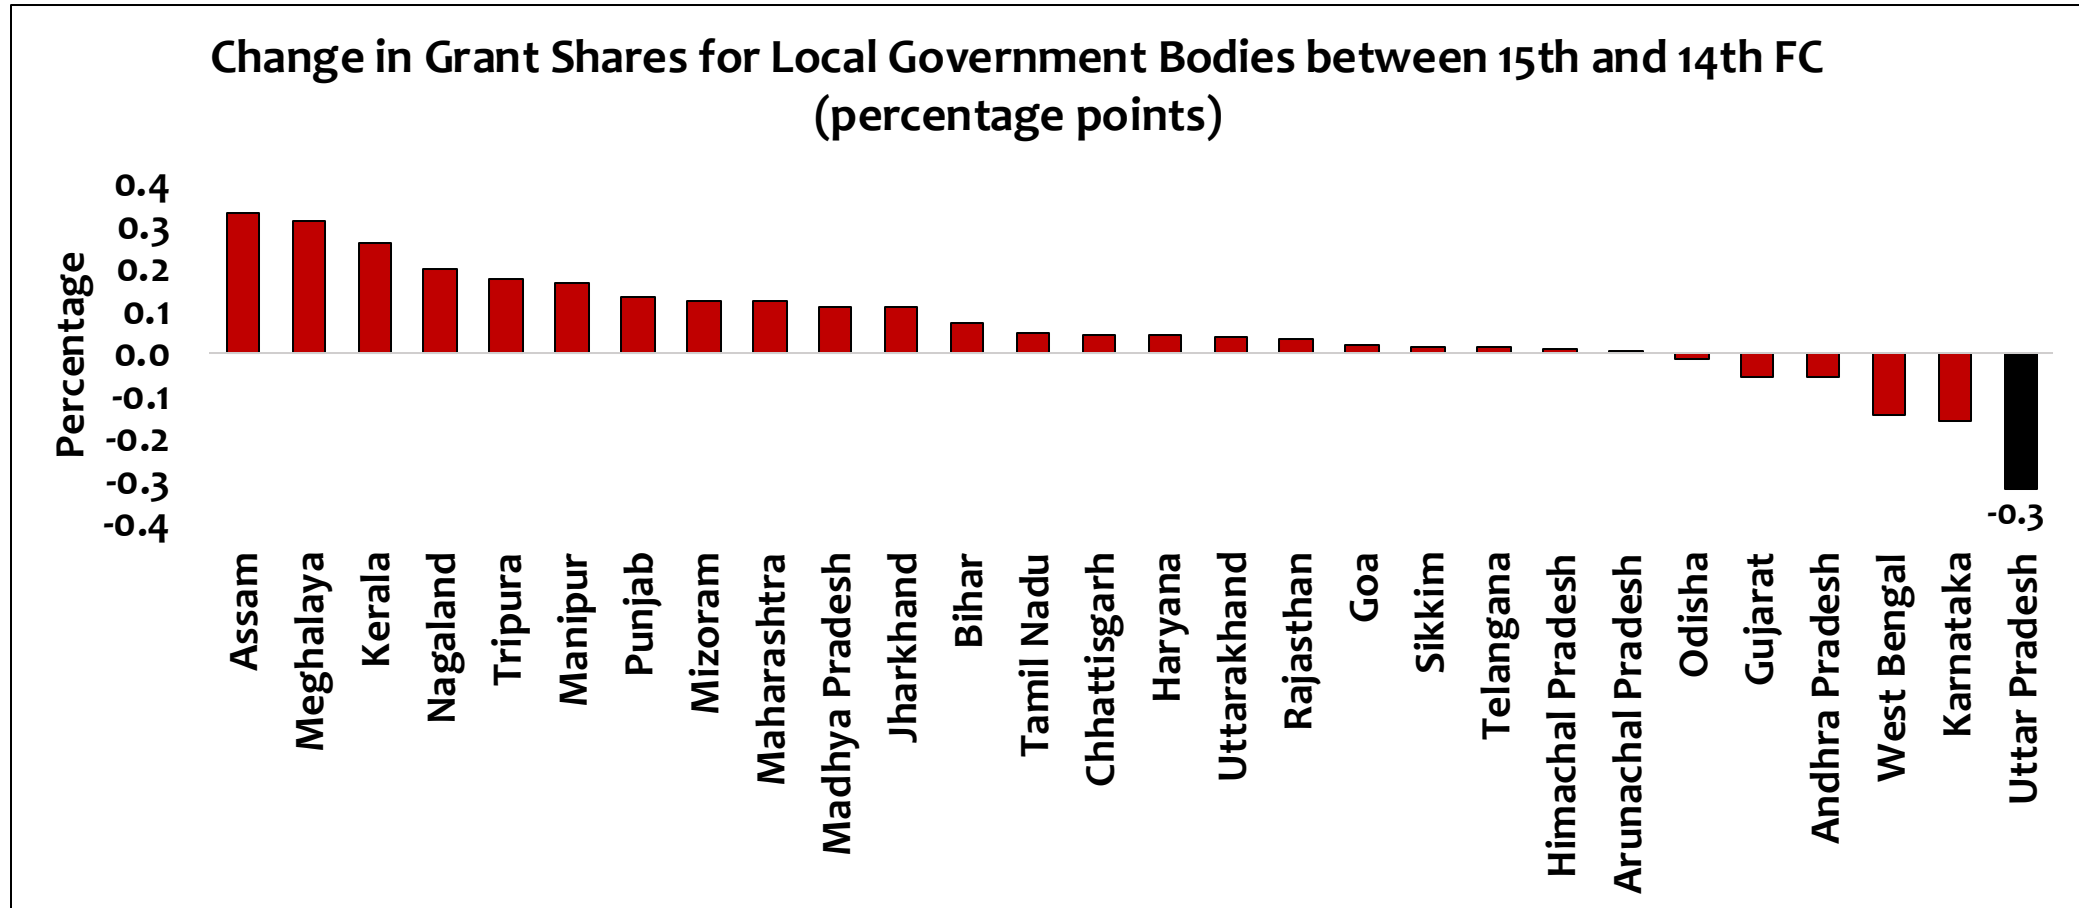 Change in Grant Shares for Local Government Bodies between 15th and 14th FC
(percentage points)
Percentage
0.4
0.3
0.2
0.1
0.0
-0.1
-0.2
-0.3
-0.4
-0.3
Assam
Meghalaya
Kerala
Nagaland
Tripura
Manipur
Punjab
Mizoram
Maharashtra
Madhya Pradesh
Jharkhand
Bihar
Tamil Nadu
Chhattisgarh
Haryana
Uttarakhand
Rajasthan
Goa
Sikkim
Telangana
Himachal Pradesh
Arunachal Pradesh
Odisha
Gujarat
Andhra Pradesh
West Bengal
Karnataka
Uttar Pradesh